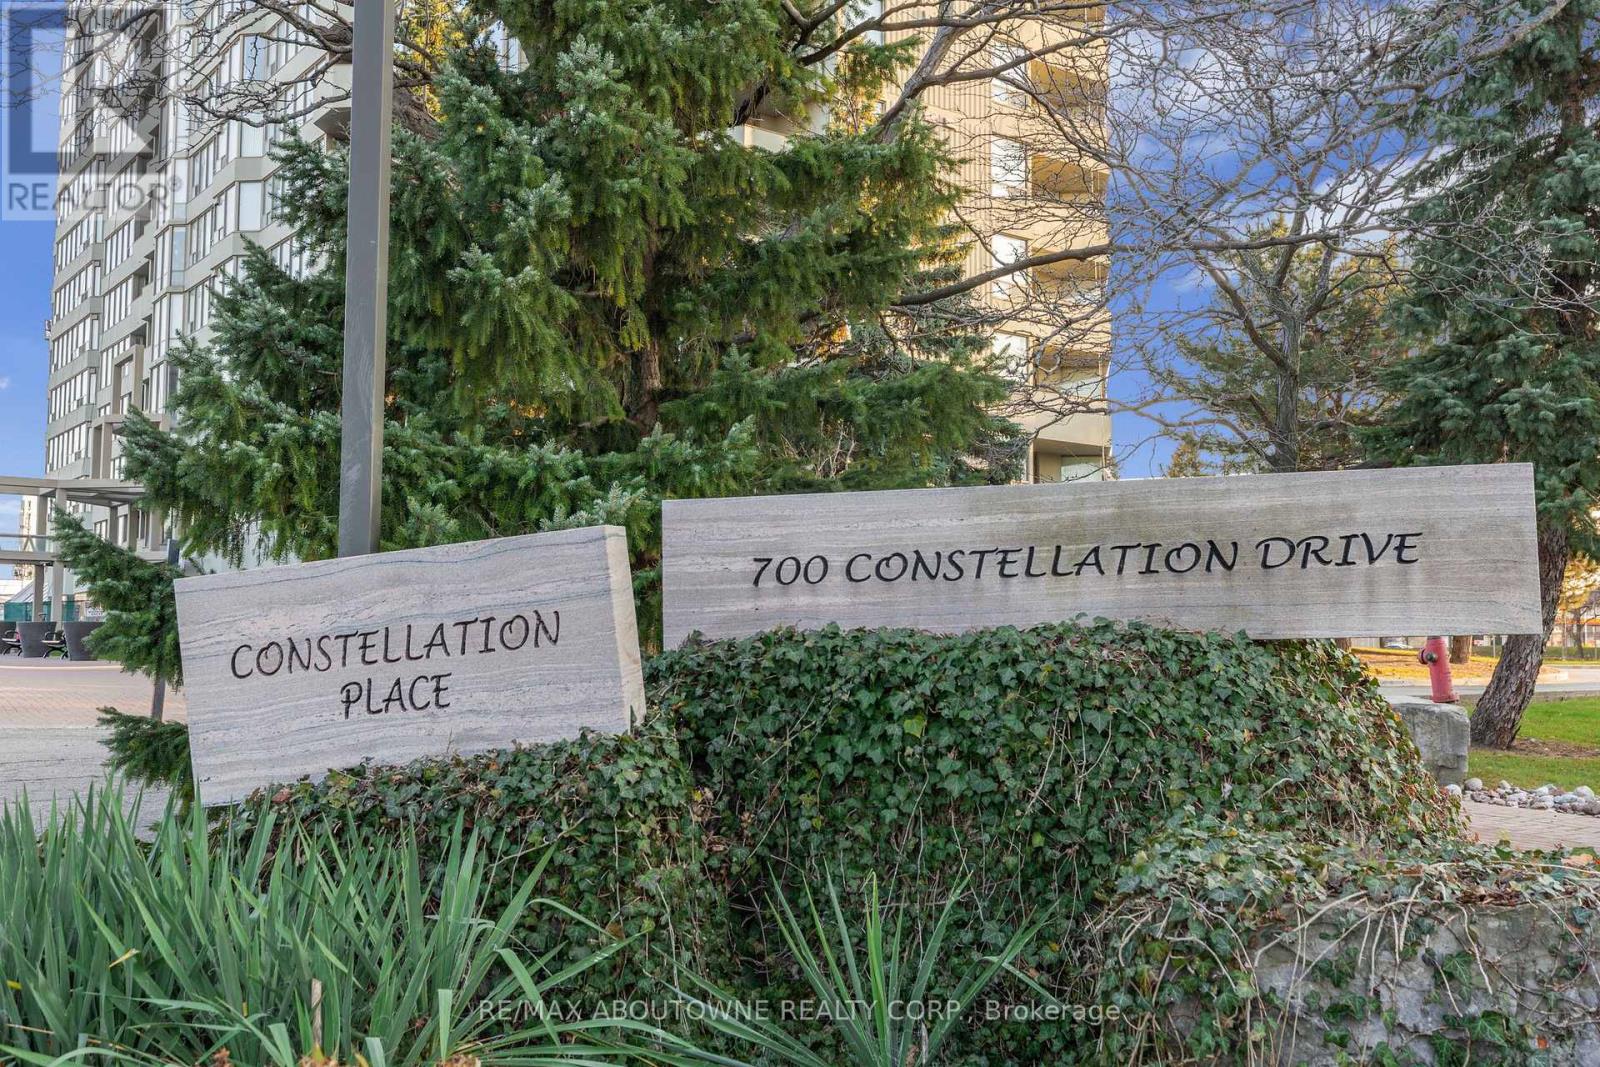 REALTOR®
CONSTELLATION
PLACE
700 CONSTELLATION DRIVE
RE/MAX ABOUTOWNE REALTY CORP., Brokerage